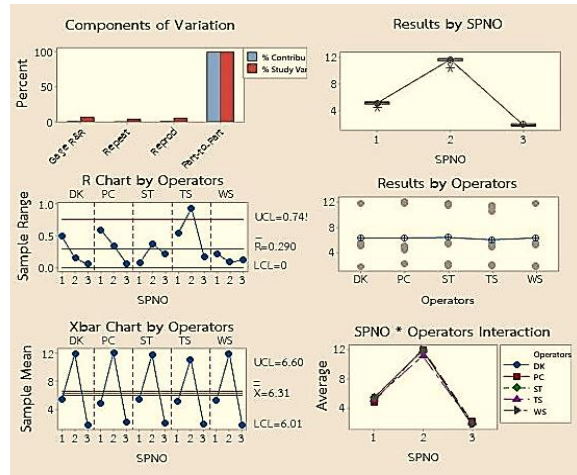 Components of Variation
Percent
100
50
0
Gage R&R
Repeat
Reprod
Part-to-Part
% Contribu
% Study Var
Results by SPNO
12
8
4
1 2 3
SPNO
R Chart by Operators
DK PC ST TS WS
Sample Range
1.0
0.5
0.0
UCL=0.74
R=0.290
LCL=0
1 2 3 1 2 3 1 2 3 1 2 3 1 2 3
SPNO
Results by Operators
12
8
4
DK PC ST TS WS
Operators
Xbar Chart by Operators
DK PC ST TS WS
Sample Mean
12
8
4
UCL=6.60
X=6.31
LCL=6.01
1 2 3 1 2 3 1 2 3 1 2 3 1 2 3
SPNO
SPNO * Operators Interaction
Average
12
8
4
1 2 3
SPNO
Operators
DK
PC
ST
TS
WS